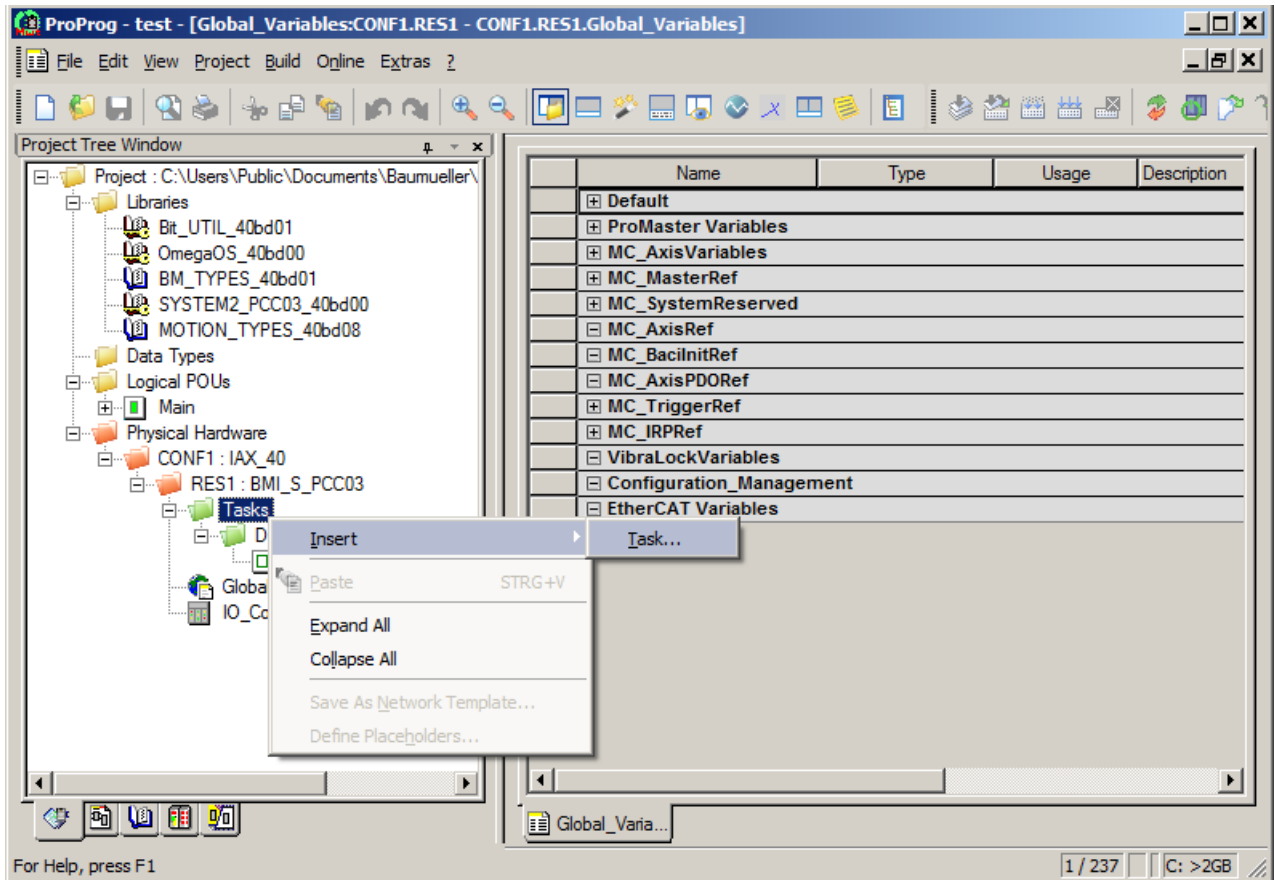 ProProg - test - [Global_Variables:CONF1.RES1 - CONF1.RES1.Global_Variables]
File Edit View Project Build Online Extras ?
Project Tree Window
Project : C:\Users\Public\Documents\Baumueller\
Libraries
Bit_UTIL_40bd01
OmegaOS_40bd00
BM_TYPES_40bd01
SYSTEM2_PCC03_40bd00
MOTION_TYPES_40bd08
Data Types
Logical POUs
Main
Physical Hardware
CONF1 : IAX_40
RES1 : BMI_S_PCC03
Tasks
D
Globa
IO_Co
Insert
Task...
Paste STRG+V
Expand All
Collapse All
Save As Network Template...
Define Placeholders...
Name Type Usage Description
Default
ProMaster Variables
MC_AxisVariables
MC_MasterRef
MC_SystemReserved
MC_AxisRef
MC_BaciInitRef
MC_AxisPDORef
MC_TriggerRef
MC_IRPRef
VibraLockVariables
Configuration_Management
EtherCAT Variables
Global_Varia...
For Help, press F1
1 / 237 C: >2GB